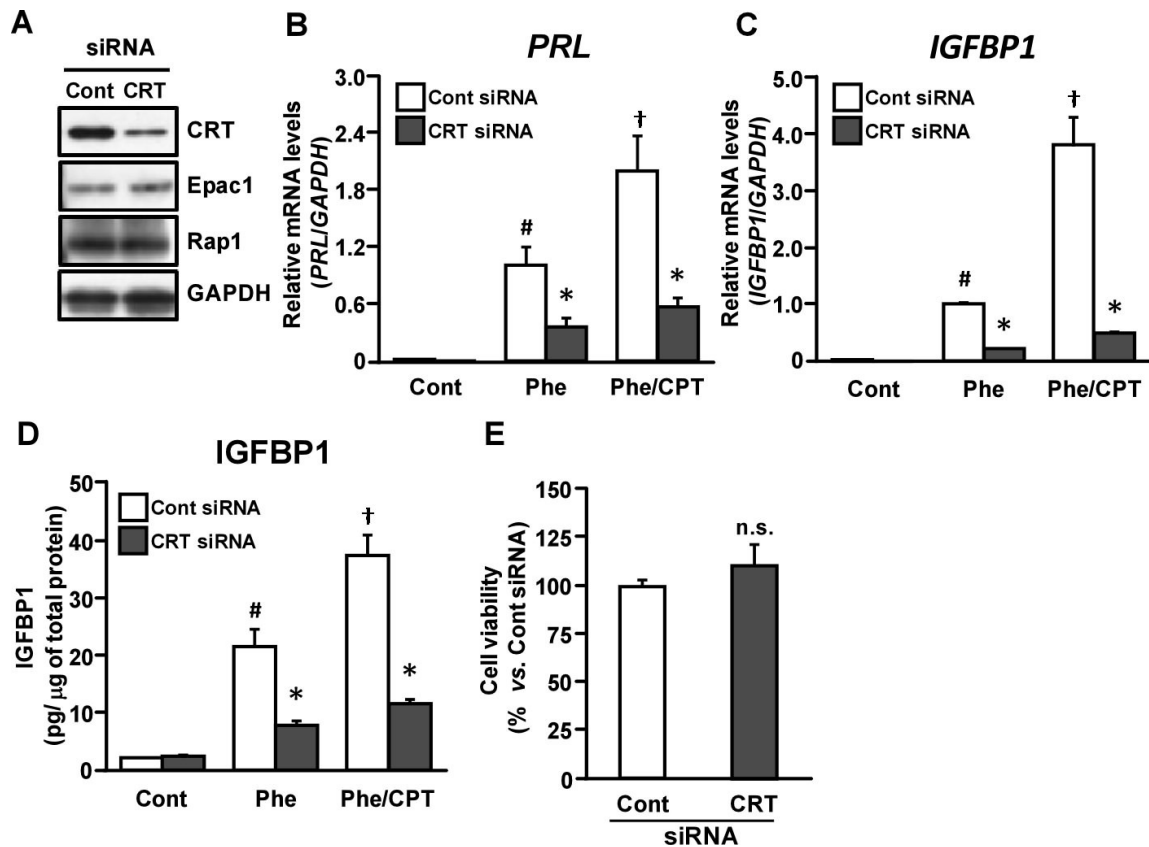 A
siRNA
Cont CRT
CRT
Epac1
Rap1
GAPDH
B
PRL
Relative mRNA levels
(PRL/GAPDH)
3.0
2.4
1.8
1.2
0.6
0
Cont siRNA
CRT siRNA
#
*
†
*
Cont Phe Phe/CPT
C
IGFBP1
Relative mRNA levels
(IGFBP1/GAPDH)
5.0
4.0
3.0
2.0
1.0
0
Cont siRNA
CRT siRNA
#
*
†
*
Cont Phe Phe/CPT
D
IGFBP1
IGFBP1
(pg/ μg of total protein)
50
40
30
20
10
0
Cont siRNA
CRT siRNA
#
*
†
*
Cont Phe Phe/CPT
E
Cell viability
(% vs. Cont siRNA)
150
125
100
75
50
25
0
n.s.
Cont CRT
siRNA